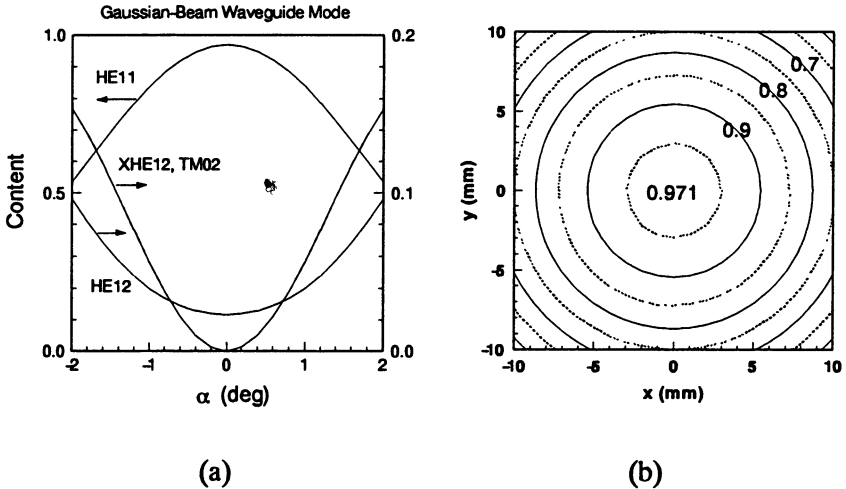 Gaussian-Beam Waveguide Mode
1.0
0.5
0.0
Content
0.2
0.1
0.0
HE11
XHE12, TM02
HE12
-2 -1 0 1 2
α (deg)
(a)
10
5
0
-5
-10
y (mm)
0.7
0.8
0.9
0.971
-10 -5 0 5 10
x (mm)
(b)